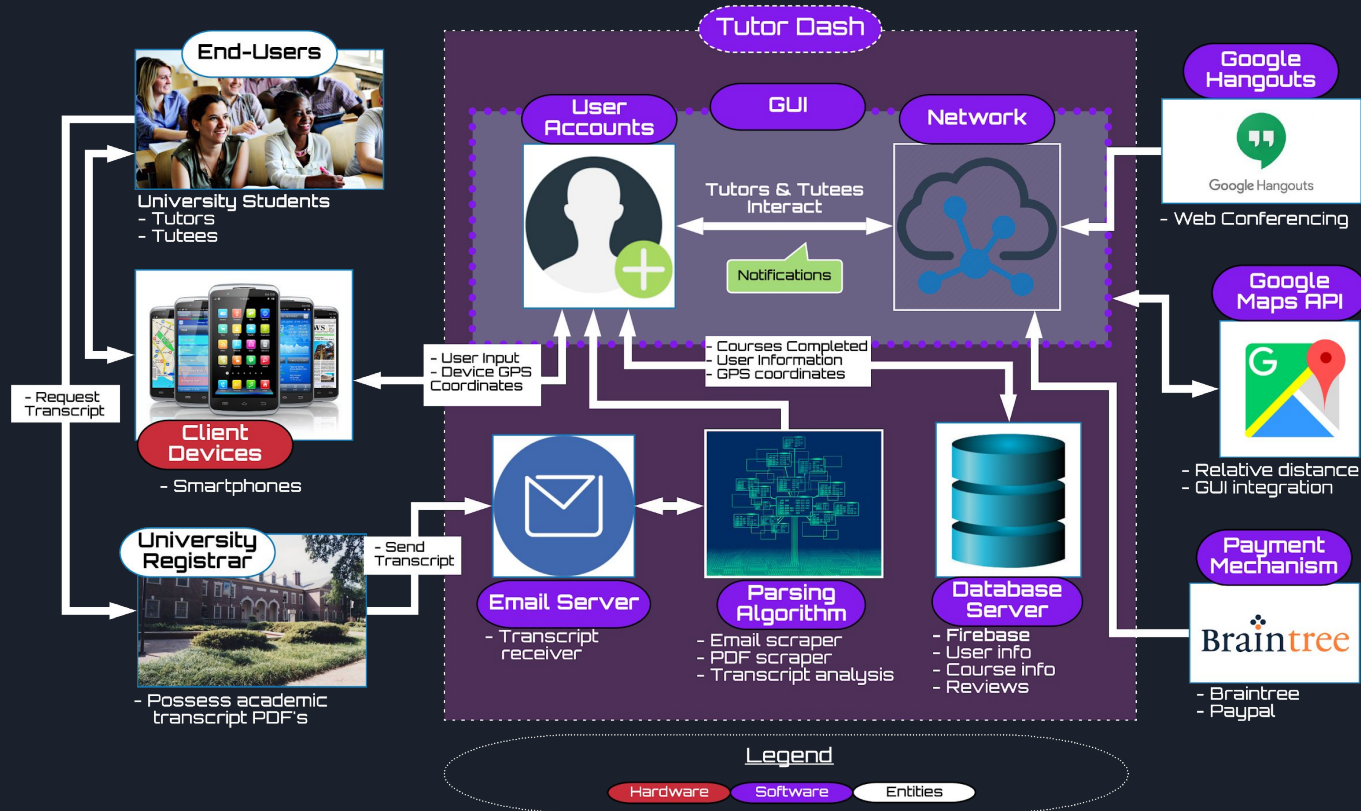 Tutor Dash
End-Users
University Students
- Tutors
- Tutees
- Request
Transcript
Client
Devices
- Smartphones
University
Registrar
- Possess academic
transcript PDF's
- Send
Transcript
- User Input
- Device GPS
Coordinates
User
Accounts
GUI
Network
Tutors & Tutees
Interact
Notifications
- Courses Completed
- User Information
- GPS coordinates
Email Server
- Transcript
receiver
Parsing
Algorithm
- Email scraper
- PDF scraper
- Transcript analysis
Database
Server
- Firebase
- User info
- Course info
- Reviews
Google
Hangouts
Google Hangouts
- Web Conferencing
Google
Maps API
G
- Relative distance
- GUI integration
Payment
Mechanism
Braintree
- Braintree
- Paypal
Legend
Hardware
Software
Entities